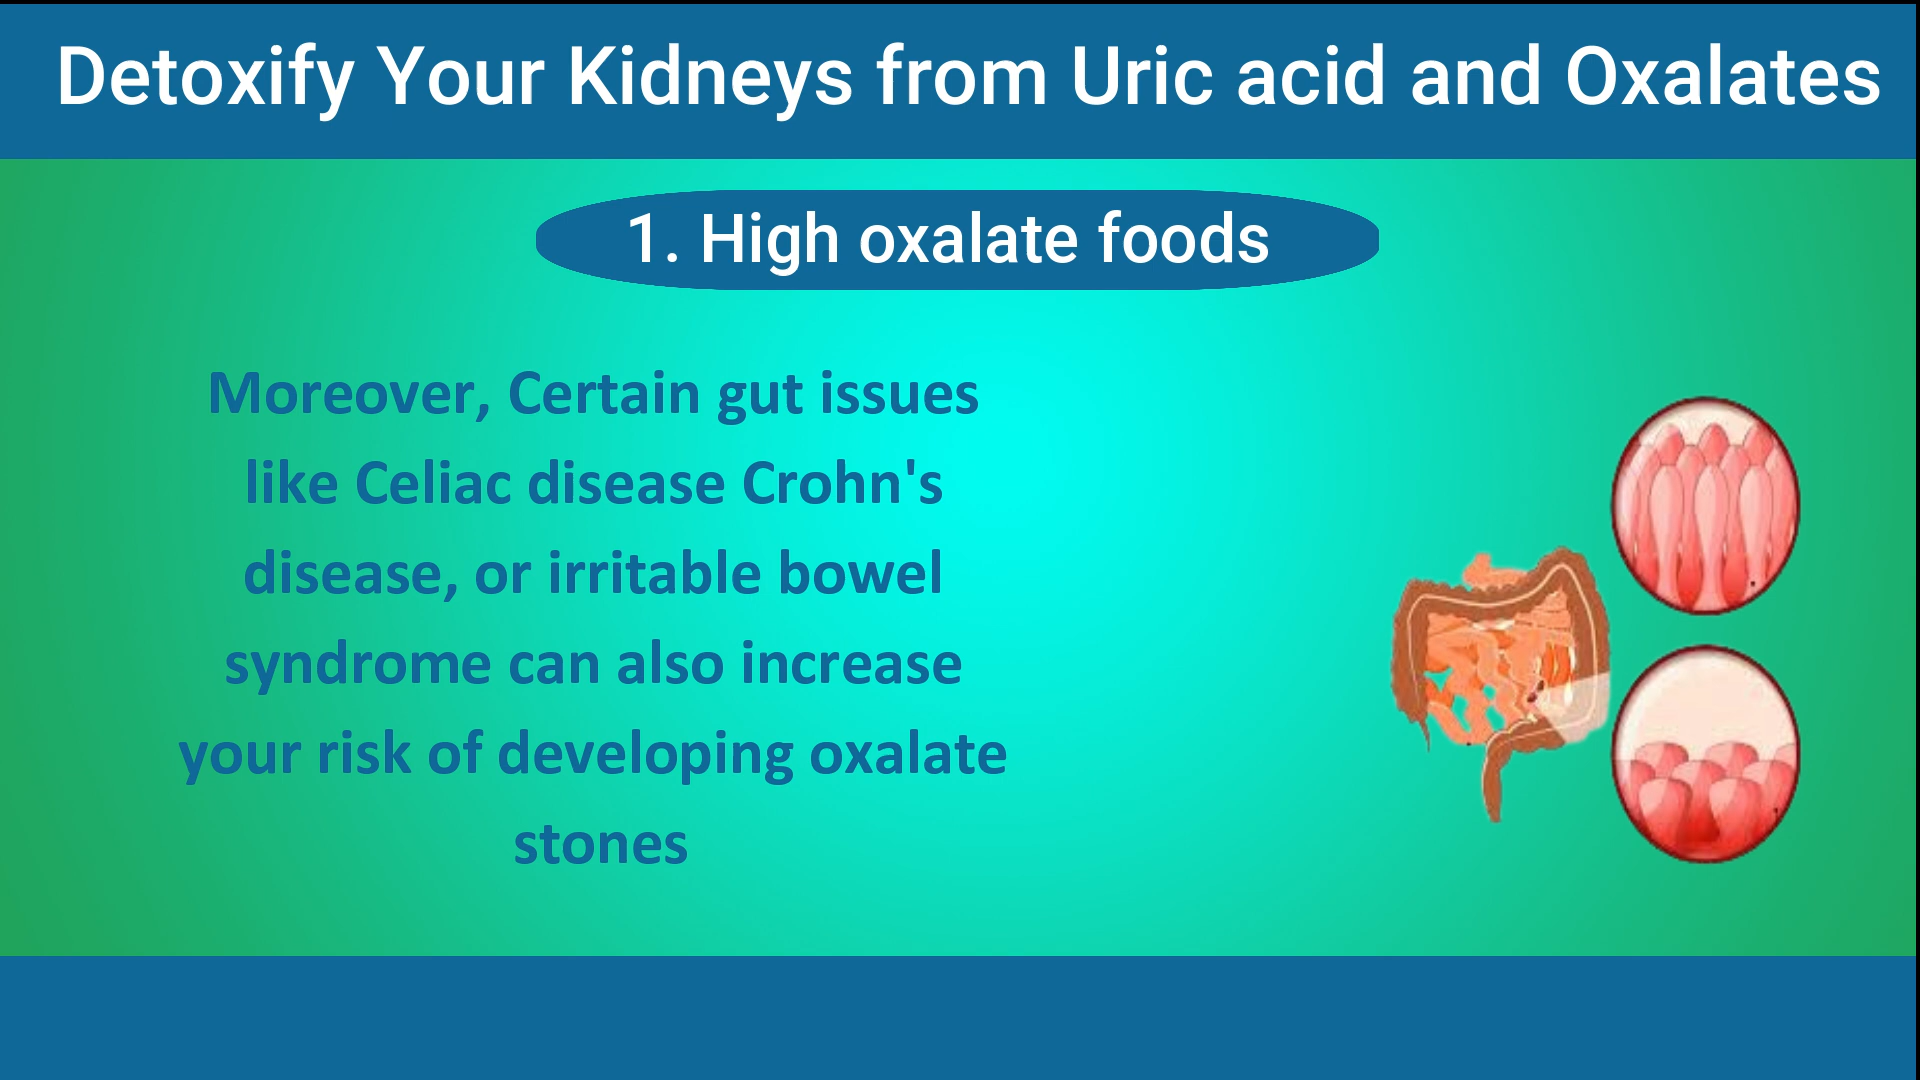 Detoxify Your Kidneys from Uric acid and Oxalates
1. High oxalate foods
Moreover, Certain gut issues
like Celiac disease Crohn's
disease, or irritable bowel
syndrome can also increase
your risk of developing oxalate
stones